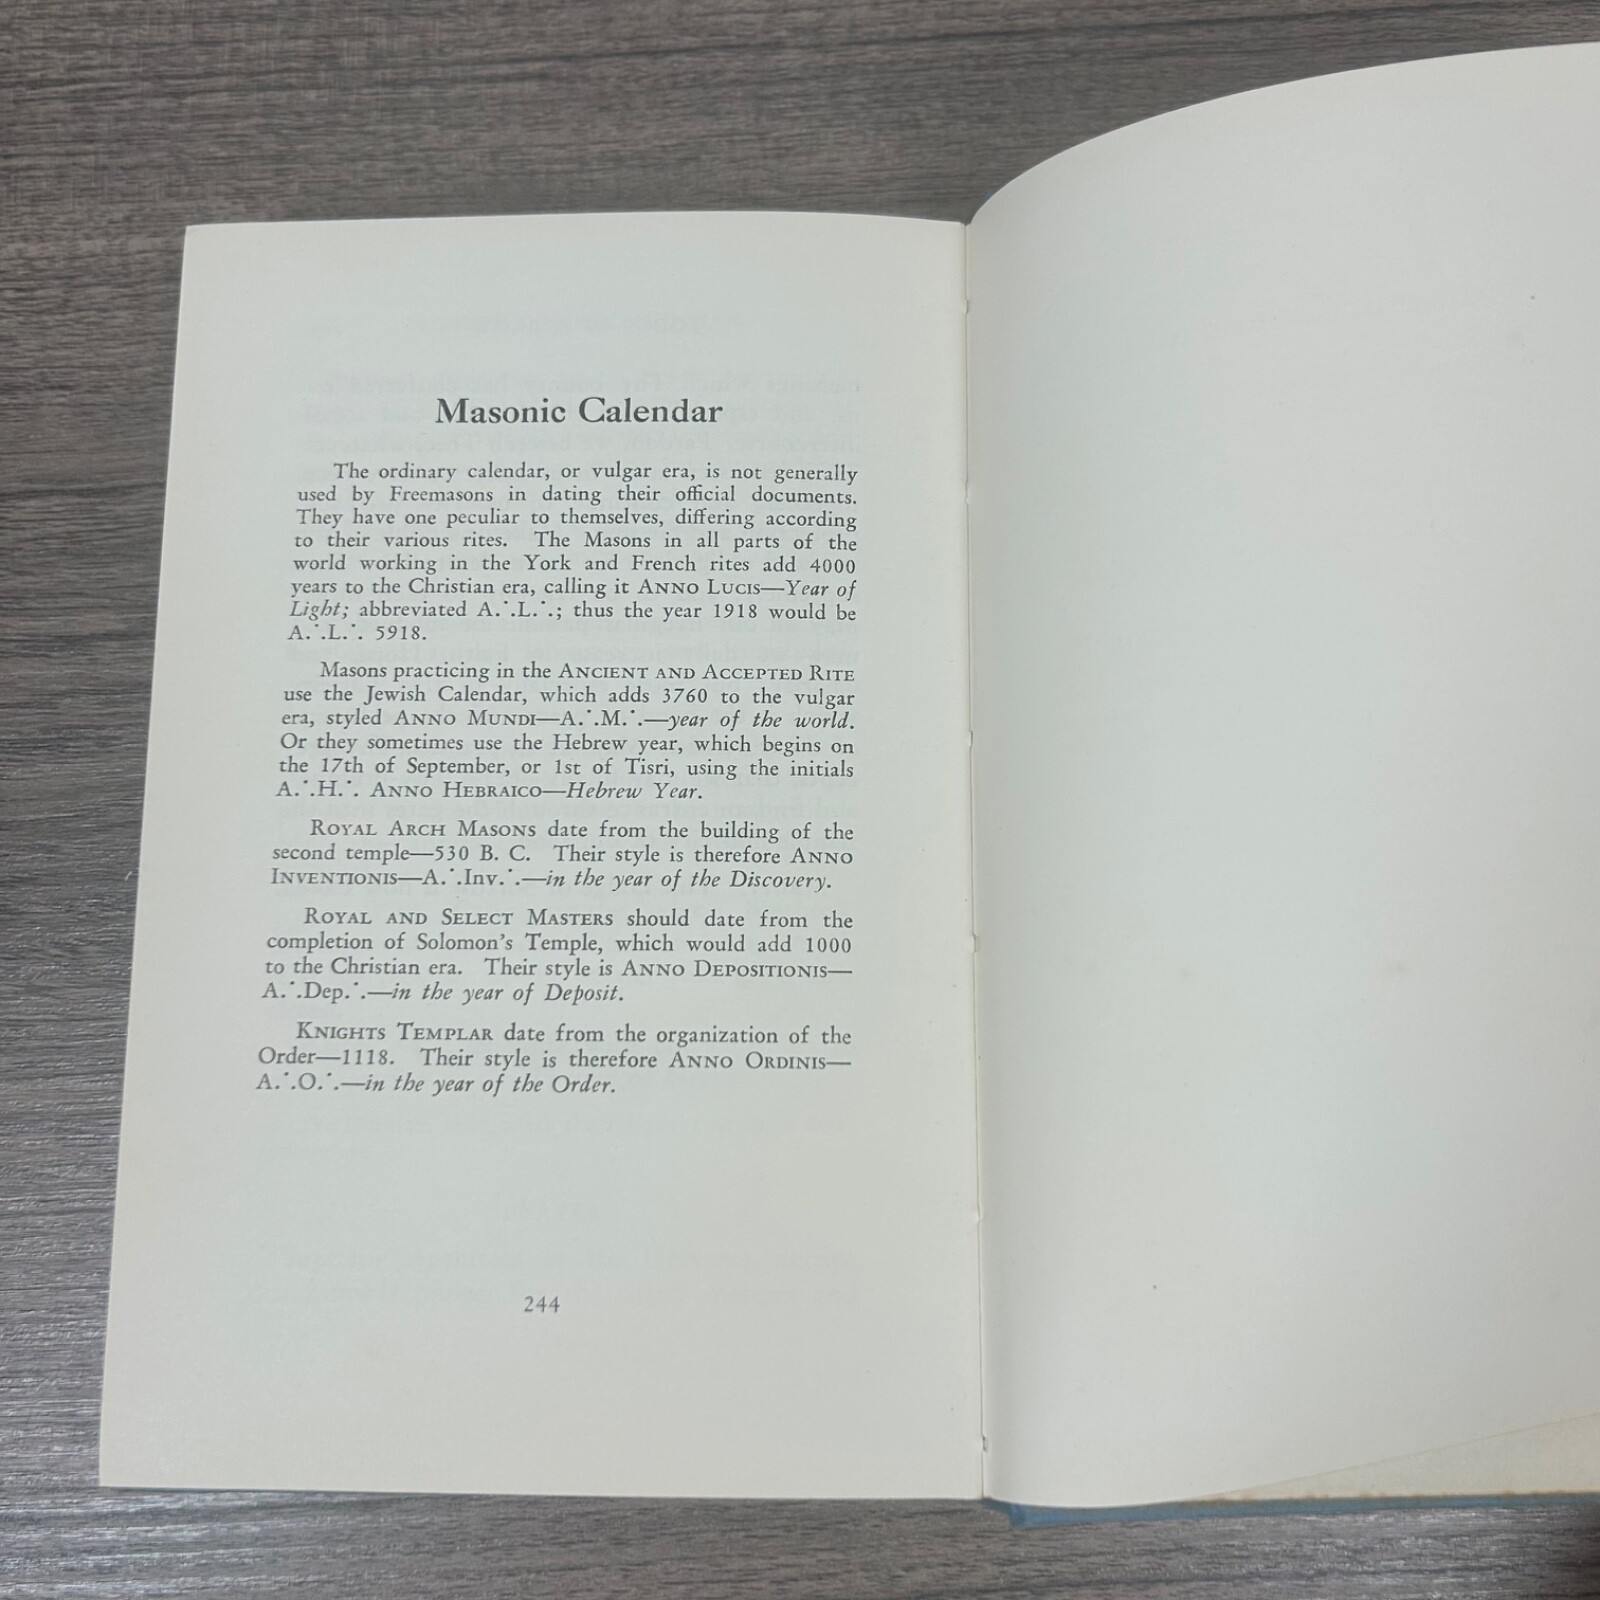 Masonic Calendar
The ordinary calendar, or vulgar era, is not generally
used by Freemasons in dating their official documents.
They have one peculiar to themselves, differing according
to their various rites. The Masons in all parts of the
world working in the York and French rites add 4000
years to the Christian era, calling it ANNO LUCIS—Year of
Light; abbreviated A.·.L.·.; thus the year 1918 would be
A.·.L.·. 5918.
Masons practicing in the ANCIENT AND ACCEPTED RITE
use the Jewish Calendar, which adds 3760 to the vulgar
era, styled ANNO MUNDI—A.·.M.·.—year of the world.
Or they sometimes use the Hebrew year, which begins on
the 17th of September, or 1st of Tisri, using the initials
A.·.H.·. ANNO HEBRAICO—Hebrew Year.
ROYAL ARCH MASONS date from the building of the
second temple—530 B. C. Their style is therefore ANNO
INVENTIONIS—A.·.Inv.·.—in the year of the Discovery.
ROYAL AND SELECT MASTERS should date from the
completion of Solomon's Temple, which would add 1000
to the Christian era. Their style is ANNO DEPOSITIONIS—
A.·.Dep.·.—in the year of Deposit.
KNIGHTS TEMPLAR date from the organization of the
Order—1118. Their style is therefore ANNO ORDINIS—
A.·.O.·.—in the year of the Order.
244